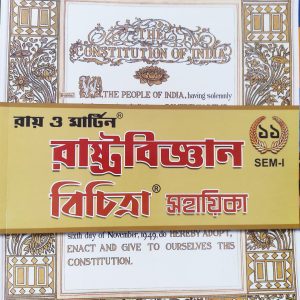 THE
CONSTITUTION OF INDIA
THE PEOPLE OF INDIA, having solemnly
রায় ও মার্টিন®
রাষ্ট্রবিজ্ঞান
১১
SEM-I
বিচিত্রা® সহায়িকা
sixth day of November, 1949, do HEREBY ADOPT,
ENACT AND GIVE TO OURSELVES THIS
CONSTITUTION.